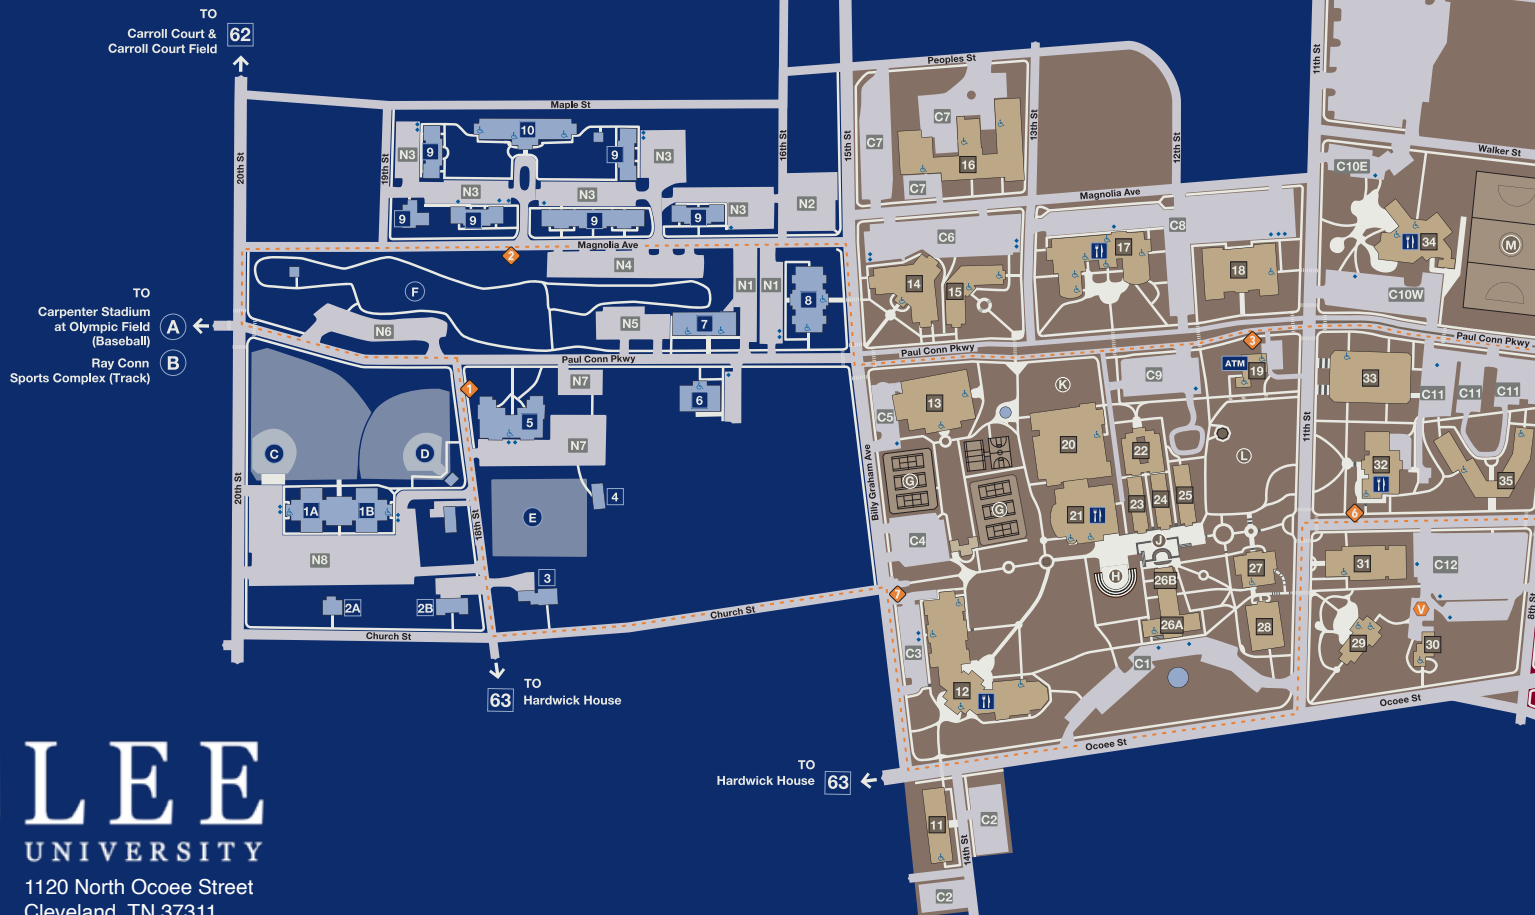 TO
Carroll Court &
Carroll Court Field
62
Maple St
Peoples St
20th St
19th St
16th St
15th St
13th St
12th St
11th St
Walker St
10
9
9
N3
N3
N3
N3
N3
N2
9
9
9
9
C7
C7
C7
16
C10E
Magnolia Ave
C8
Magnolia Ave
2
N4
C6
17
34
M
F
N1
N1
8
14
15
18
C10W
TO
Carpenter Stadium
at Olympic Field
(Baseball)
A
Ray Conn
Sports Complex (Track)
B
N6
N5
7
Paul Conn Pkwy
Paul Conn Pkwy
Paul Conn Pkwy
3
ATM
19
33
1
N7
6
5
N7
13
C5
K
C9
C11
C11
C11
C
D
20
22
L
11th St
32
35
G
G
20th St
1A
1B
18th St
4
E
Billy Graham Ave
21
23
24
25
6
N8
C4
J
H
26B
27
31
C12
3
2A
2B
7
Church St
Church St
26A
28
29
V
30
8th St
C3
C1
12
TO
Hardwick House
63
Ocoee St
Ocoee St
TO
Hardwick House
63
11
C2
14th St
C2
LEE
UNIVERSITY
1120 North Ocoee Street
Cleveland, TN 37311